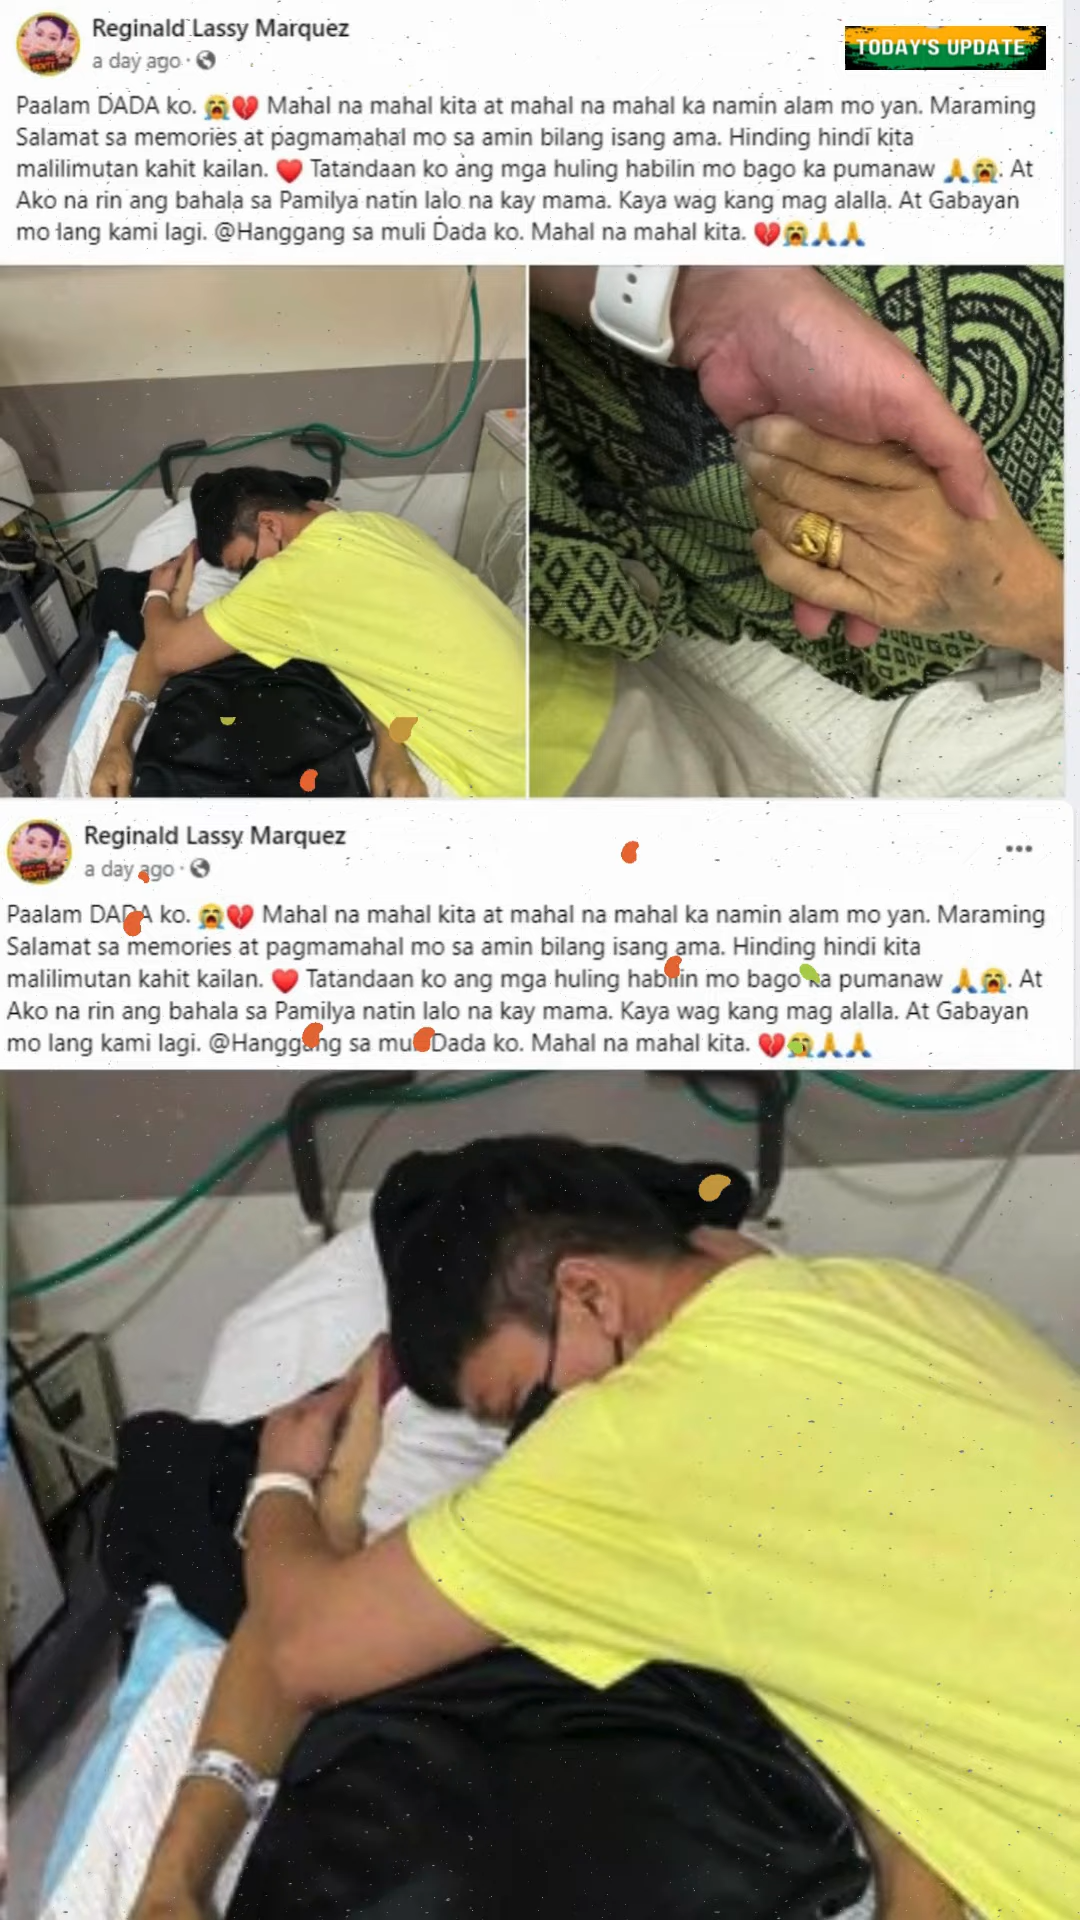 Reginald Lassy Marquez
a day ago ·
TODAY'S UPDATE
Paalam DADA ko. 😭💔 Mahal na mahal kita at mahal na mahal ka namin alam mo yan. Maraming
Salamat sa memories at pagmamahal mo sa amin bilang isang ama. Hinding hindi kita
malilimutan kahit kailan. ❤️ Tatandaan ko ang mga huling habilin mo bago ka pumanaw 🙏😭. At
Ako na rin ang bahala sa Pamilya natin lalo na kay mama. Kaya wag kang mag alalla. At Gabayan
mo lang kami lagi. @Hanggang sa muli Dada ko. Mahal na mahal kita. 💔😭🙏🙏
Reginald Lassy Marquez
a day ago ·
Paalam DADA ko. 😭💔 Mahal na mahal kita at mahal na mahal ka namin alam mo yan. Maraming
Salamat sa memories at pagmamahal mo sa amin bilang isang ama. Hinding hindi kita
malilimutan kahit kailan. ❤️ Tatandaan ko ang mga huling habilin mo bago ka pumanaw 🙏😭. At
Ako na rin ang bahala sa Pamilya natin lalo na kay mama. Kaya wag kang mag alalla. At Gabayan
mo lang kami lagi. @Hanggang sa muli Dada ko. Mahal na mahal kita. 💔😭🙏🙏